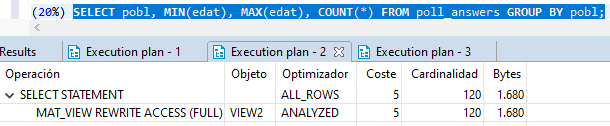 (20%) SELECT pobl, MIN(edat), MAX(edat), COUNT(*) FROM poll_answers GROUP BY pobl;
Results Execution plan - 1 Execution plan - 2 Execution plan - 3
Operación Objeto Optimizador Coste Cardinalidad Bytes
SELECT STATEMENT ALL_ROWS 5 120 1.680
MAT_VIEW REWRITE ACCESS (FULL) VIEW2 ANALYZED 5 120 1.680